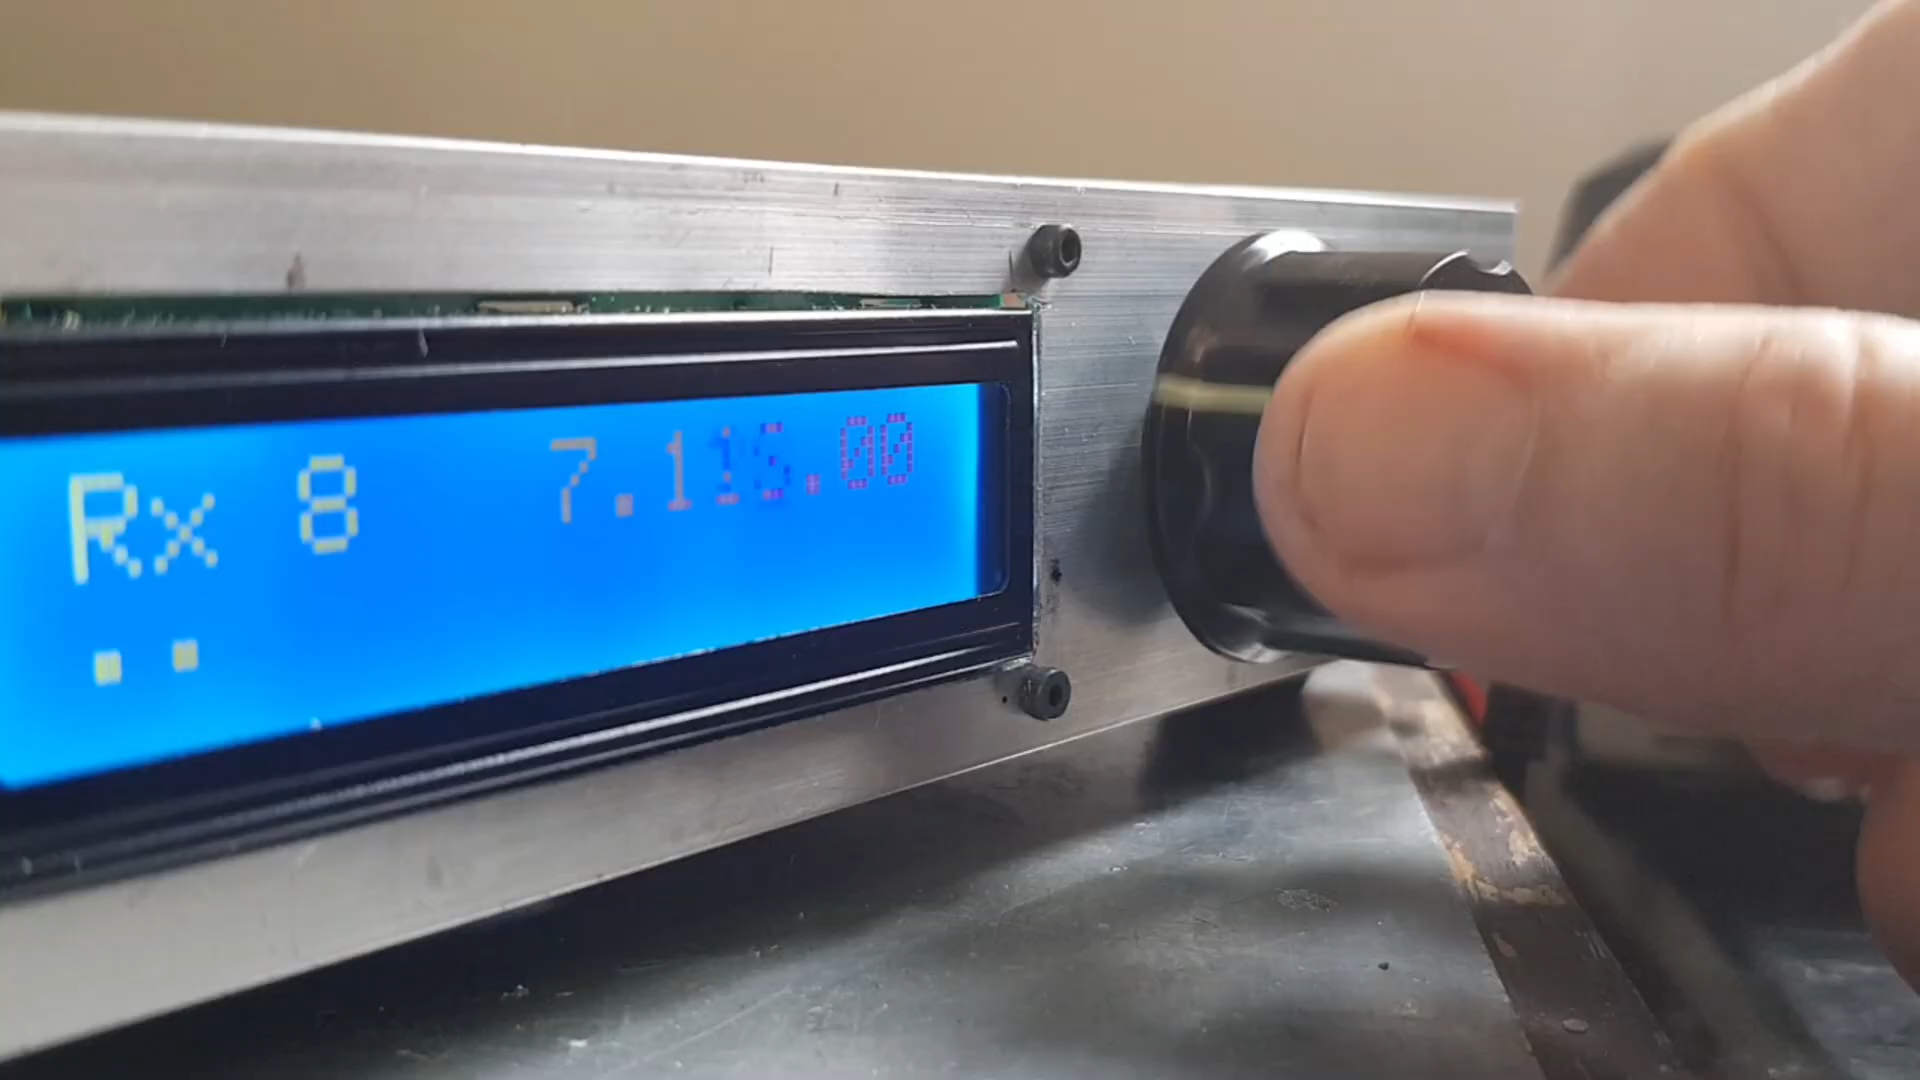 Rx 8 7.115.00
. .